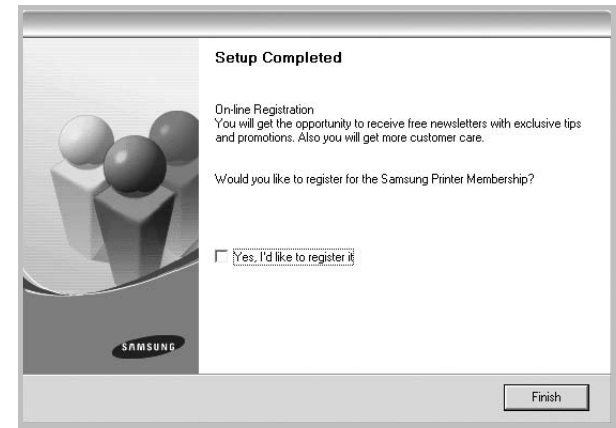 Setup Completed
On-line Registration
You will get the opportunity to receive free newsletters with exclusive tips
and promotions. Also you will get more customer care.
Would you like to register for the Samsung Printer Membership?
Yes, I'd like to register it
SAMSUNG
Finish